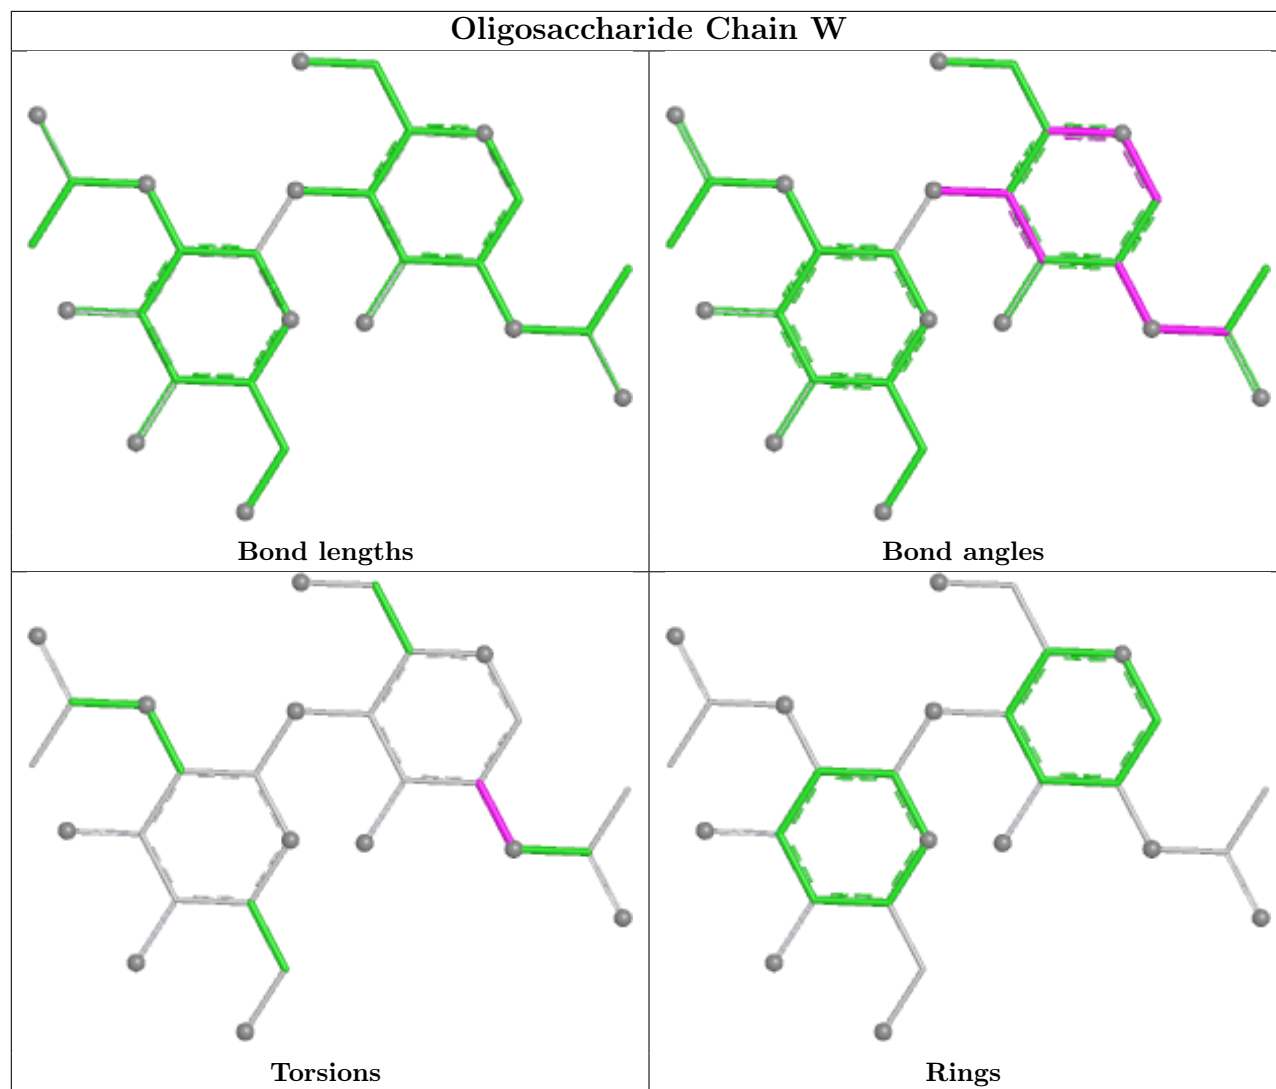 Oligosaccharide Chain W
Bond lengths
Bond angles
Torsions
Rings